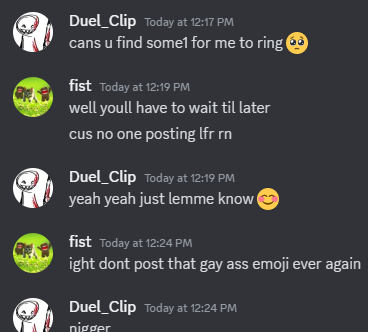 Duel_Clip Today at 12:17 PM
cans u find some1 for me to ring 🥺
fist Today at 12:19 PM
well youll have to wait til later
cus no one posting lfr rn
Duel_Clip Today at 12:19 PM
yeah yeah just lemme know 😊
fist Today at 12:24 PM
ight dont post that gay ass emoji ever again
Duel_Clip Today at 12:24 PM
nigger